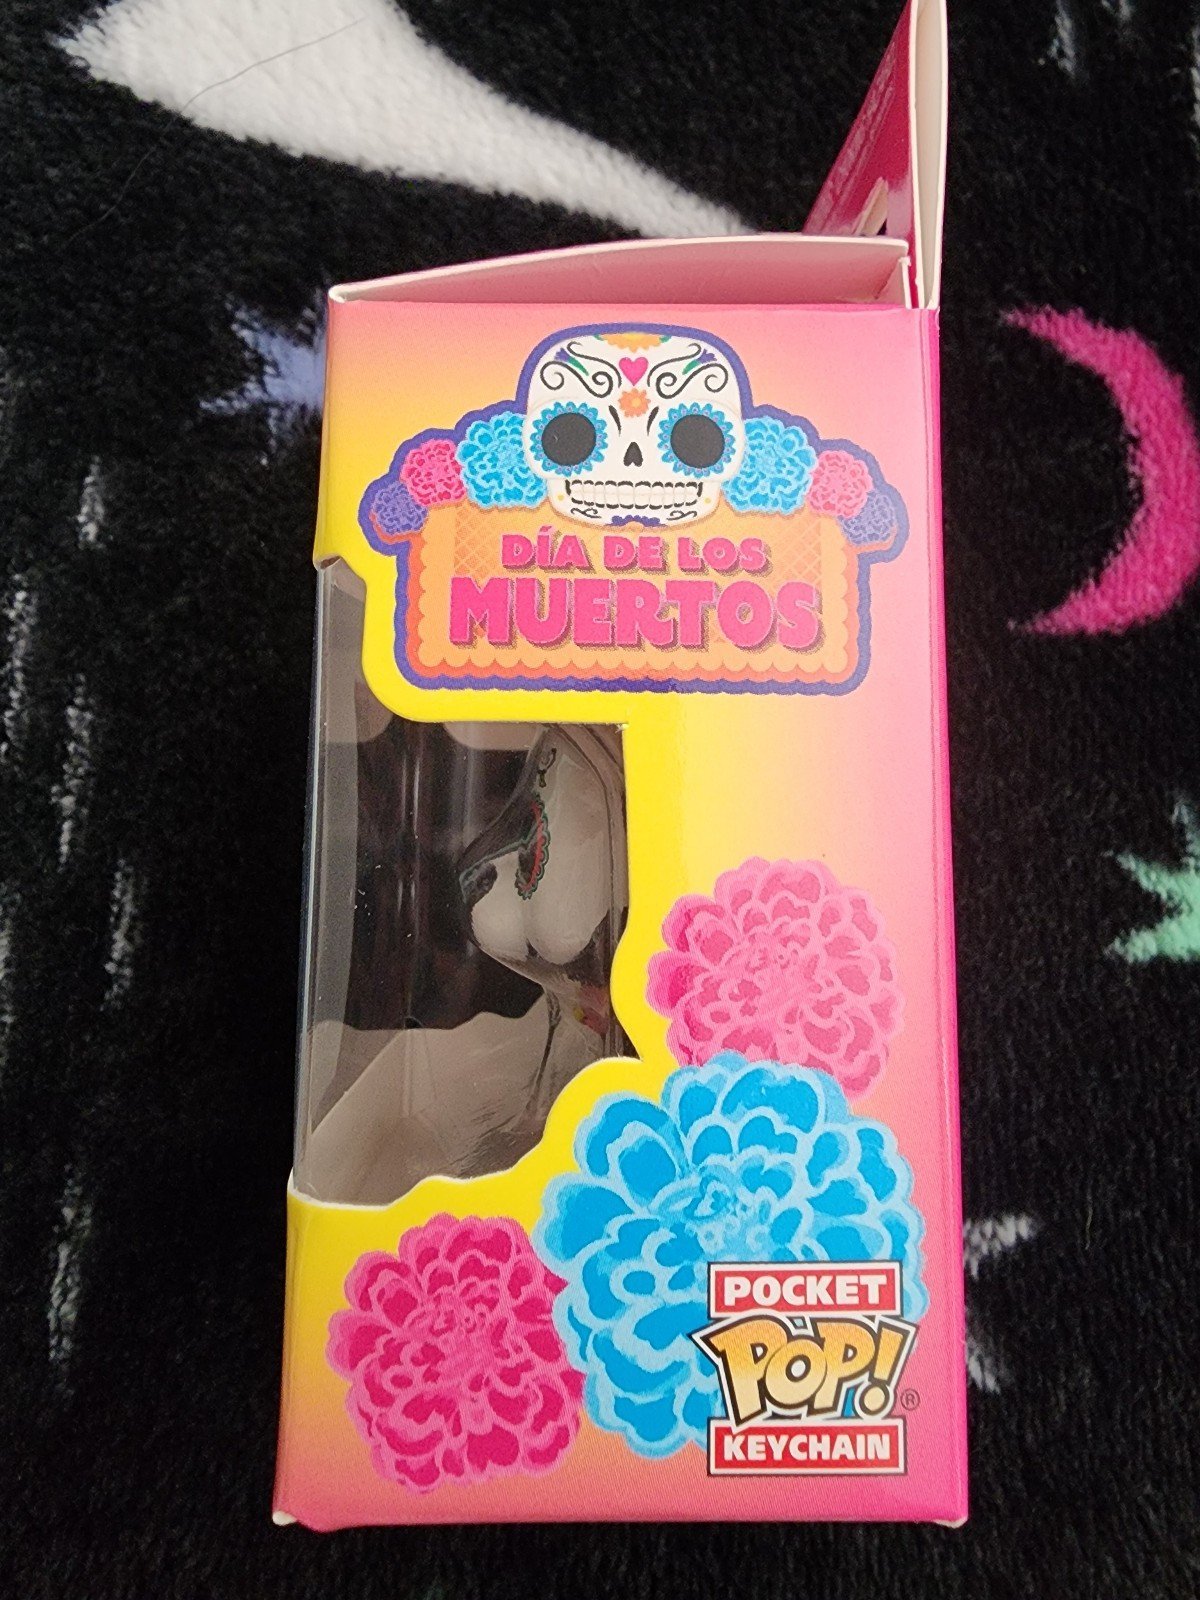 DÍA DE LOS
MUERTOS
POCKET
POP!®
KEYCHAIN